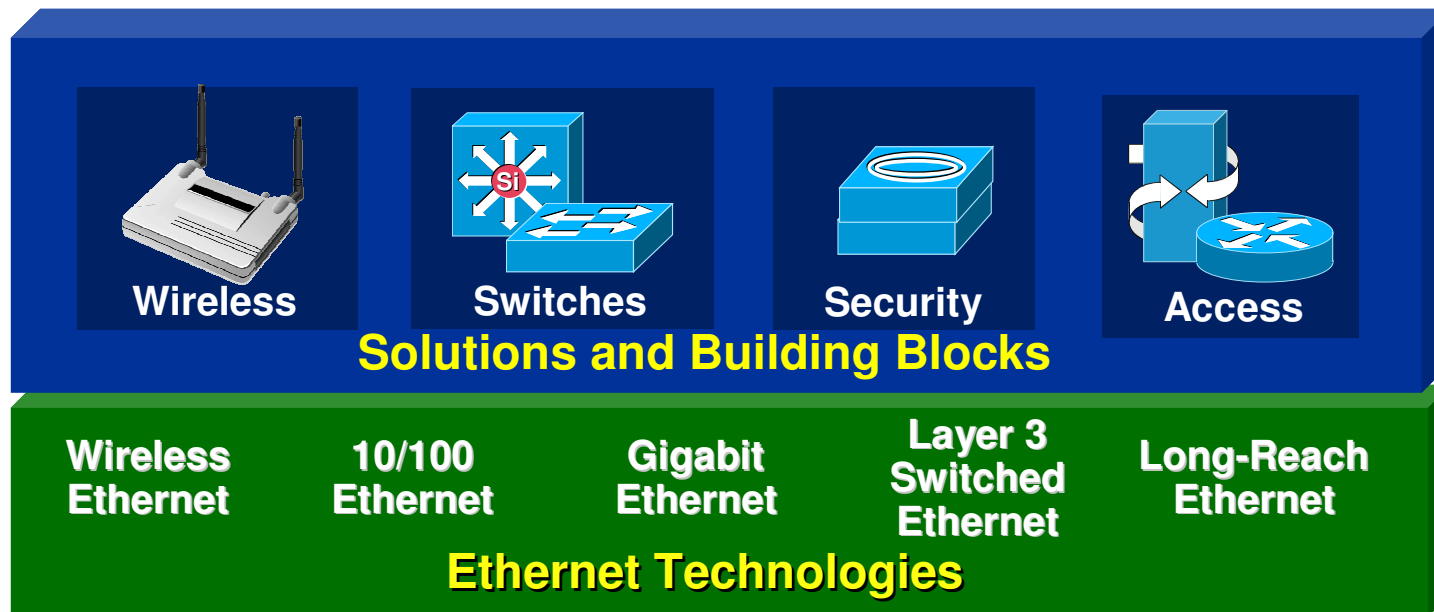 Si
Wireless
Switches
Security
Access
Solutions and Building Blocks
Wireless
Ethernet
10/100
Ethernet
Gigabit
Ethernet
Layer 3
Switched
Ethernet
Long-Reach
Ethernet
Ethernet Technologies